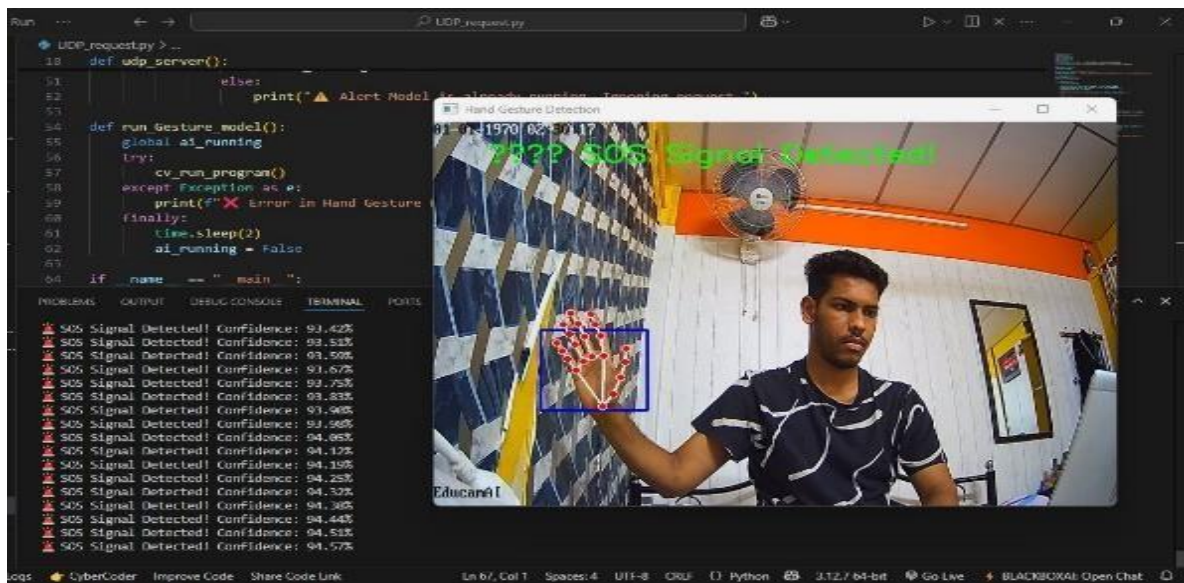 Run ... UDP_request.py
UDP_request.py > ...
18 def udp_server():
51 else:
52 print("⚠ Alert Model is already running. Ignoring request.")
53
54 def run_Gesture_model():
55 global ai_running
56 try:
57 cv_run_program()
58 except Exception as e:
59 print(f"❌ Error in Hand Gesture
60 finally:
61 time.sleep(2)
62 ai_running = False
63
64 if __name__ == "__main__":
Hand Gesture Detection
01-01-1970 02:30:17
???? SOS Signal Detected!
EducamAI
PROBLEMS OUTPUT DEBUG CONSOLE TERMINAL PORTS
🚨 SOS Signal Detected! Confidence: 93.42%
🚨 SOS Signal Detected! Confidence: 93.51%
🚨 SOS Signal Detected! Confidence: 93.59%
🚨 SOS Signal Detected! Confidence: 93.67%
🚨 SOS Signal Detected! Confidence: 93.75%
🚨 SOS Signal Detected! Confidence: 93.83%
🚨 SOS Signal Detected! Confidence: 93.90%
🚨 SOS Signal Detected! Confidence: 93.98%
🚨 SOS Signal Detected! Confidence: 94.05%
🚨 SOS Signal Detected! Confidence: 94.12%
🚨 SOS Signal Detected! Confidence: 94.19%
🚨 SOS Signal Detected! Confidence: 94.25%
🚨 SOS Signal Detected! Confidence: 94.32%
🚨 SOS Signal Detected! Confidence: 94.38%
🚨 SOS Signal Detected! Confidence: 94.44%
🚨 SOS Signal Detected! Confidence: 94.51%
🚨 SOS Signal Detected! Confidence: 94.57%
Logs CyberCoder Improve Code Share Code Link Ln 67, Col 1 Spaces: 4 UTF-8 CRLF {} Python 3.12.7 64-bit Go Live BLACKBOXAI: Open Chat